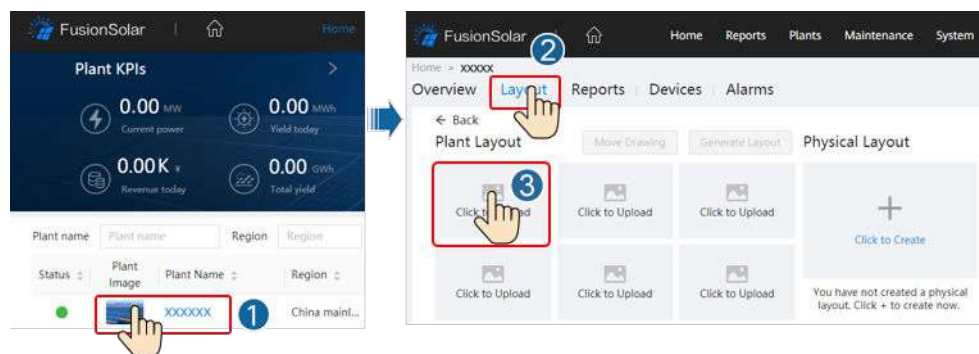 FusionSolar
Home
Plant KPIs
0.00 MW
Current power
0.00 MWh
Yield today
0.00K ¥
Revenue today
0.00 GWh
Total yield
Plant name
Plant name
Region
Region
Status
Plant Image
Plant Name
Region
XXXXXX
1
China mainl...
FusionSolar
2
Home
Reports
Plants
Maintenance
System
Home > XXXXX
Overview
Layout
Reports
Devices
Alarms
← Back
Plant Layout
Move Drawing
Generate Layout
Physical Layout
3
Click to Upload
Click to Upload
Click to Upload
Click to Create
Click to Upload
Click to Upload
Click to Upload
You have not created a physical
layout. Click + to create now.